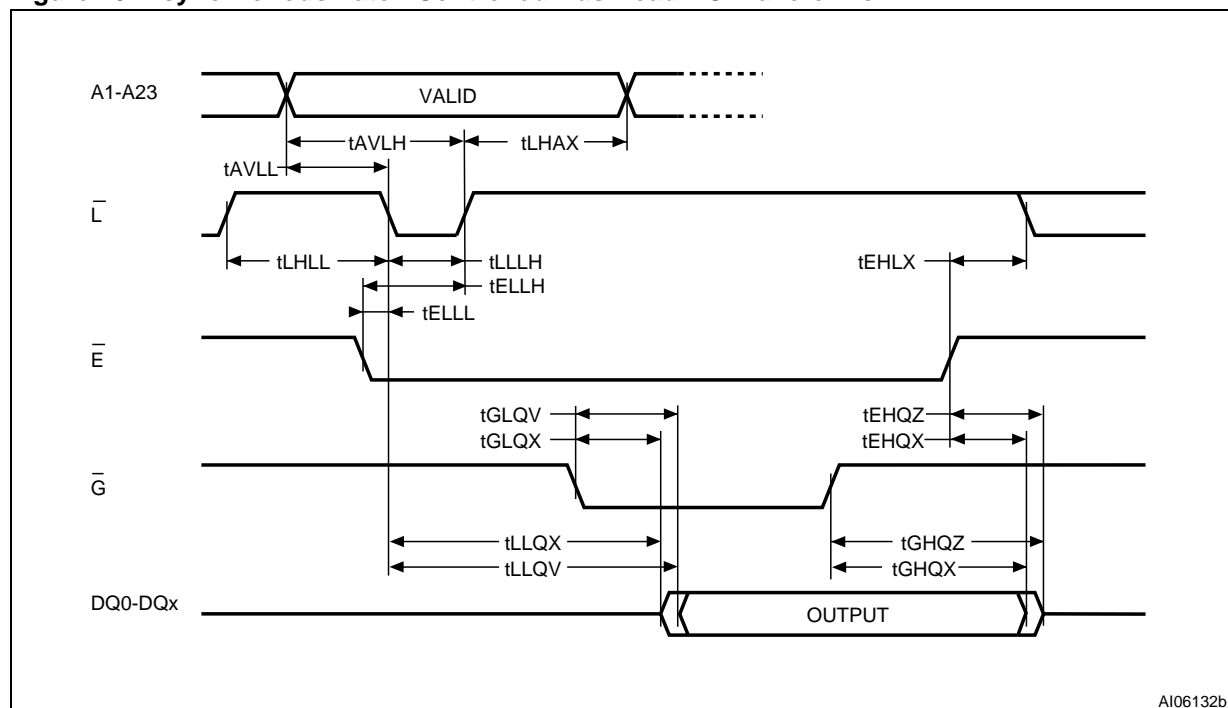 A1-A23
VALID
tAVLH
tLHAX
tAVLL
L
tLHLL
tLLLH
tEHLX
tELLH
tELLL
E
tGLQV
tEHQZ
tGLQX
tEHQX
G
tLLQX
tGHQZ
tLLQV
tGHQX
DQ0-DQx
OUTPUT
AI06132b